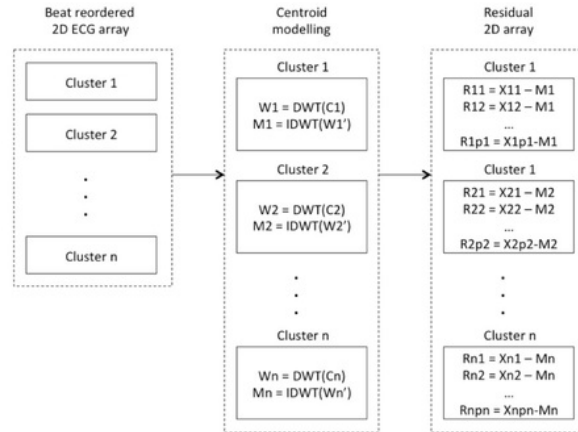 Beat reordered
2D ECG array
Cluster 1
Cluster 2
.
.
.
Cluster n
Centroid
modelling
Cluster 1
W1 = DWT(C1)
M1 = IDWT(W1')
Cluster 2
W2 = DWT(C2)
M2 = IDWT(W2')
.
.
.
Cluster n
Wn = DWT(Cn)
Mn = IDWT(Wn')
Residual
2D array
Cluster 1
R11 = X11 – M1
R12 = X12 – M1
...
R1p1 = X1p1-M1
Cluster 1
R21 = X21 – M2
R22 = X22 – M2
...
R2p2 = X2p2-M2
.
.
.
Cluster n
Rn1 = Xn1 – Mn
Rn2 = Xn2 – Mn
...
Rnpn = Xnpn-Mn